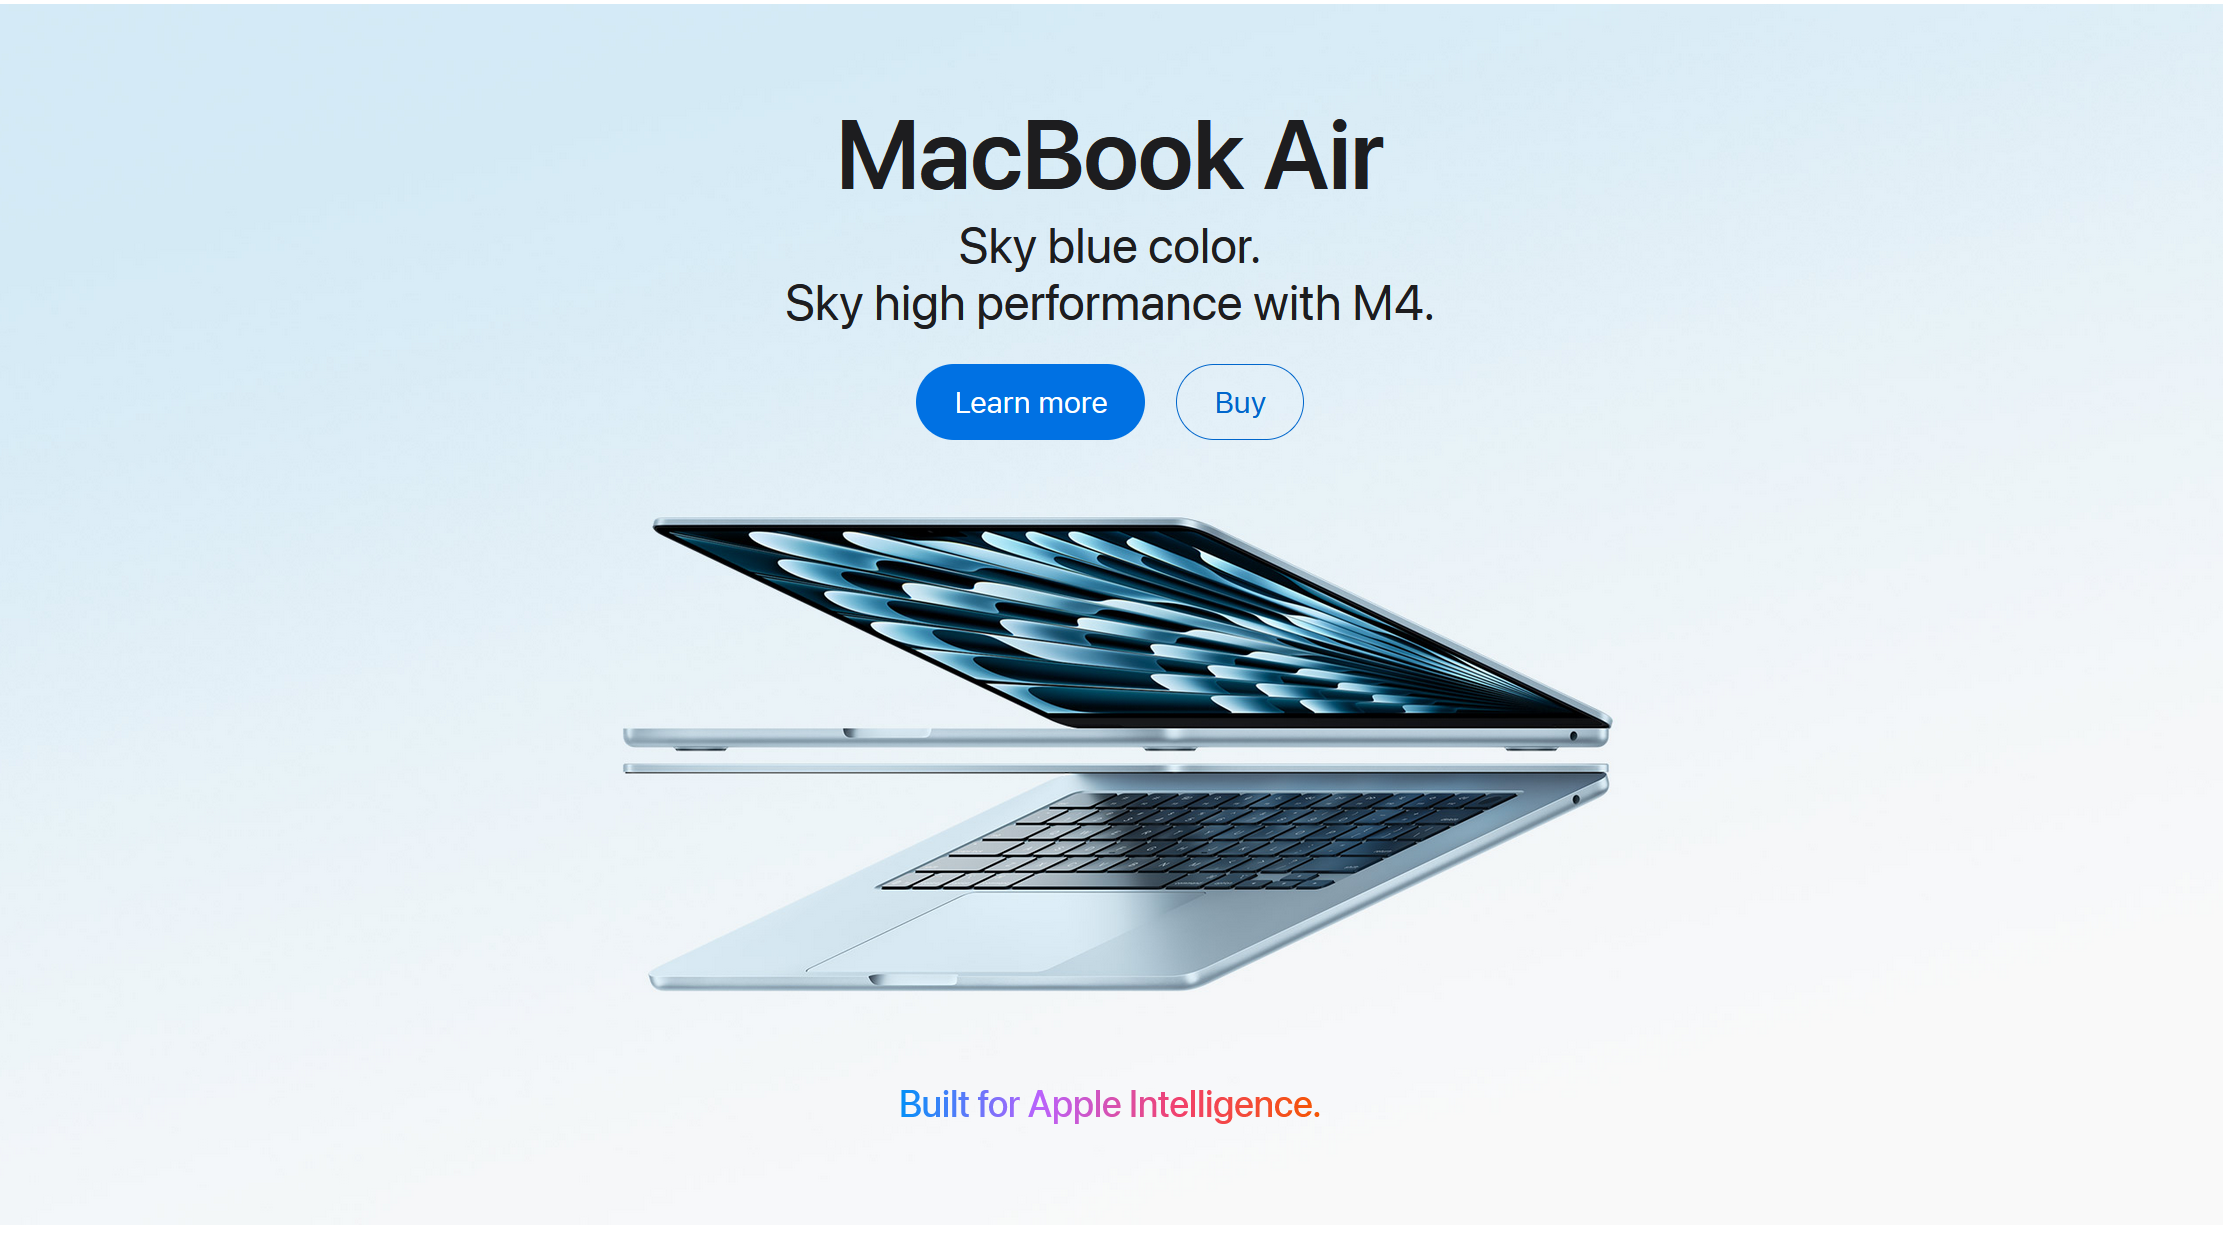 MacBook Air
Sky blue color.
Sky high performance with M4.
Learn more
Buy
Built for Apple Intelligence.